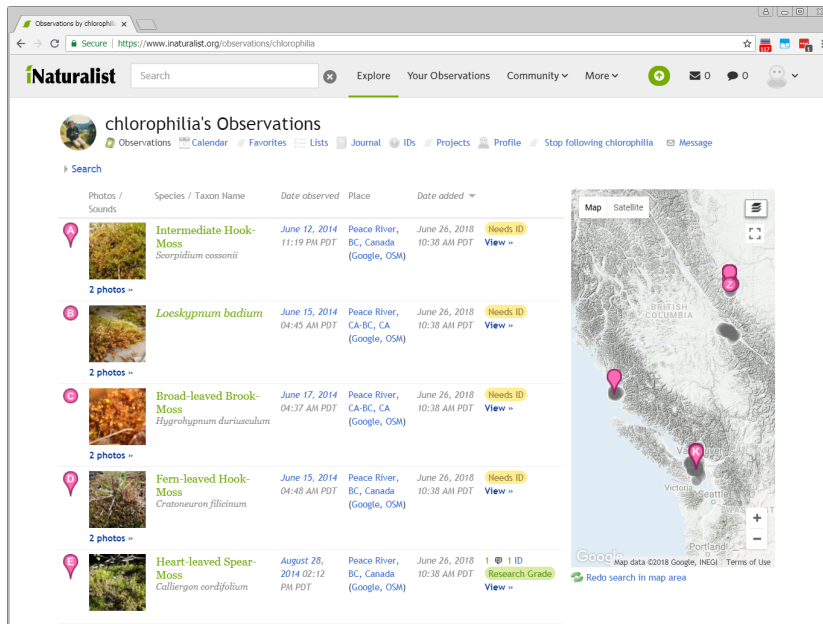 Observations by chlorophili
Secure | https://www.inaturalist.org/observations/chlorophilia
117
1
iNaturalist
Search
Explore
Your Observations
Community
More
0
0
chlorophilia's Observations
Observations Calendar Favorites Lists Journal IDs Projects Profile Stop following chlorophilia Message
Search
Photos / Sounds
Species / Taxon Name
Date observed
Place
Date added
A
Intermediate Hook-
Moss
Scorpidium cossonii
June 12, 2014
11:19 PM PDT
Peace River,
BC, Canada
(Google, OSM)
June 26, 2018
10:38 AM PDT
Needs ID
View »
2 photos »
B
Loeskypnum badium
June 15, 2014
04:45 AM PDT
Peace River,
CA-BC, CA
(Google, OSM)
June 26, 2018
10:38 AM PDT
Needs ID
View »
2 photos »
C
Broad-leaved Brook-
Moss
Hygrohypnum duriusculum
June 17, 2014
04:37 AM PDT
Peace River,
CA-BC, CA
(Google, OSM)
June 26, 2018
10:38 AM PDT
Needs ID
View »
2 photos »
D
Fern-leaved Hook-
Moss
Cratoneuron filicinum
June 15, 2014
04:48 AM PDT
Peace River,
BC, Canada
(Google, OSM)
June 26, 2018
10:38 AM PDT
Needs ID
View »
2 photos »
E
Heart-leaved Spear-
Moss
Calliergon cordifolium
August 28,
2014 02:12
PM PDT
Peace River,
BC, Canada
(Google, OSM)
June 26, 2018
10:38 AM PDT
1 1 ID
Research Grade
View »
Map Satellite
Z
BRITISH
COLUMBIA
K
Victoria
Seattle
Portland
+
−
Google
Map data ©2018 Google, INEGI Terms of Use
Redo search in map area